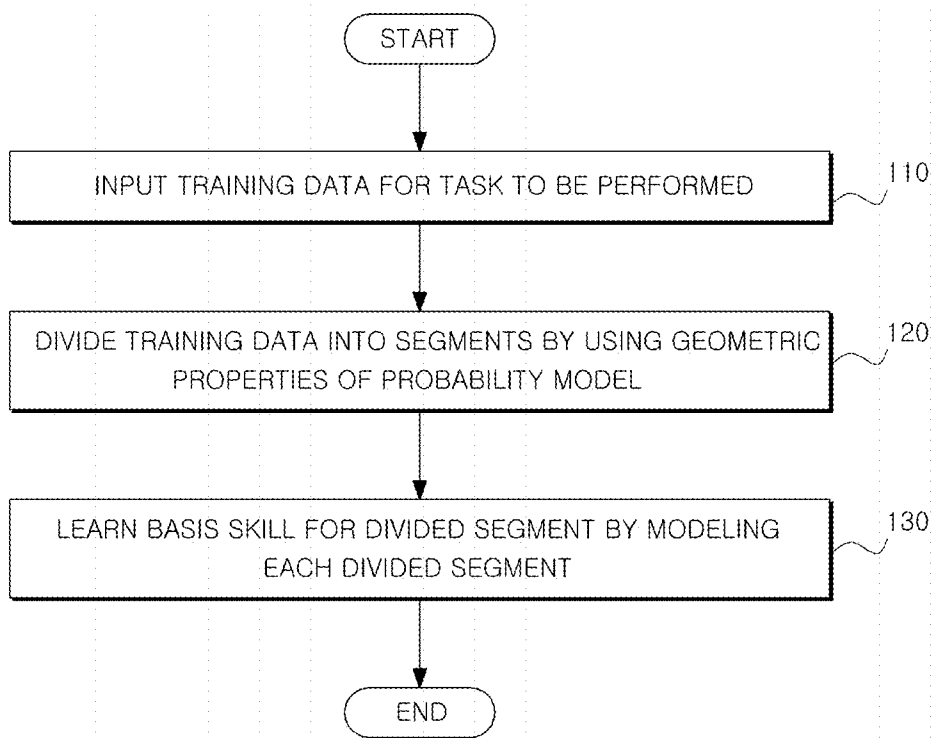 START
INPUT TRAINING DATA FOR TASK TO BE PERFORMED
110
DIVIDE TRAINING DATA INTO SEGMENTS BY USING GEOMETRIC
PROPERTIES OF PROBABILITY MODEL
120
LEARN BASIS SKILL FOR DIVIDED SEGMENT BY MODELING
EACH DIVIDED SEGMENT
130
END